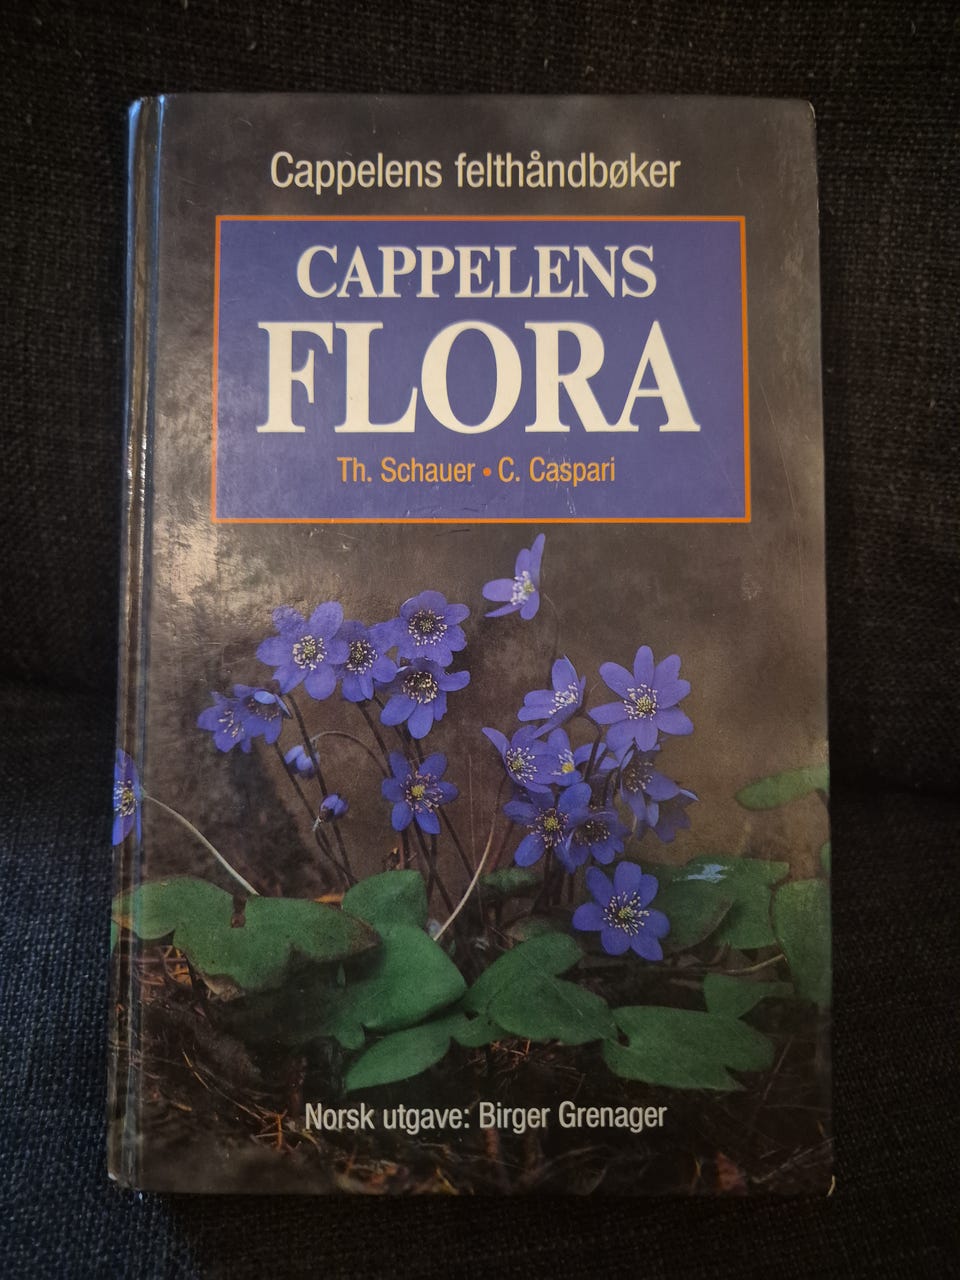 Cappelens felthåndbøker
CAPPELENS
FLORA
Th. Schauer • C. Caspari
Norsk utgave: Birger Grenager